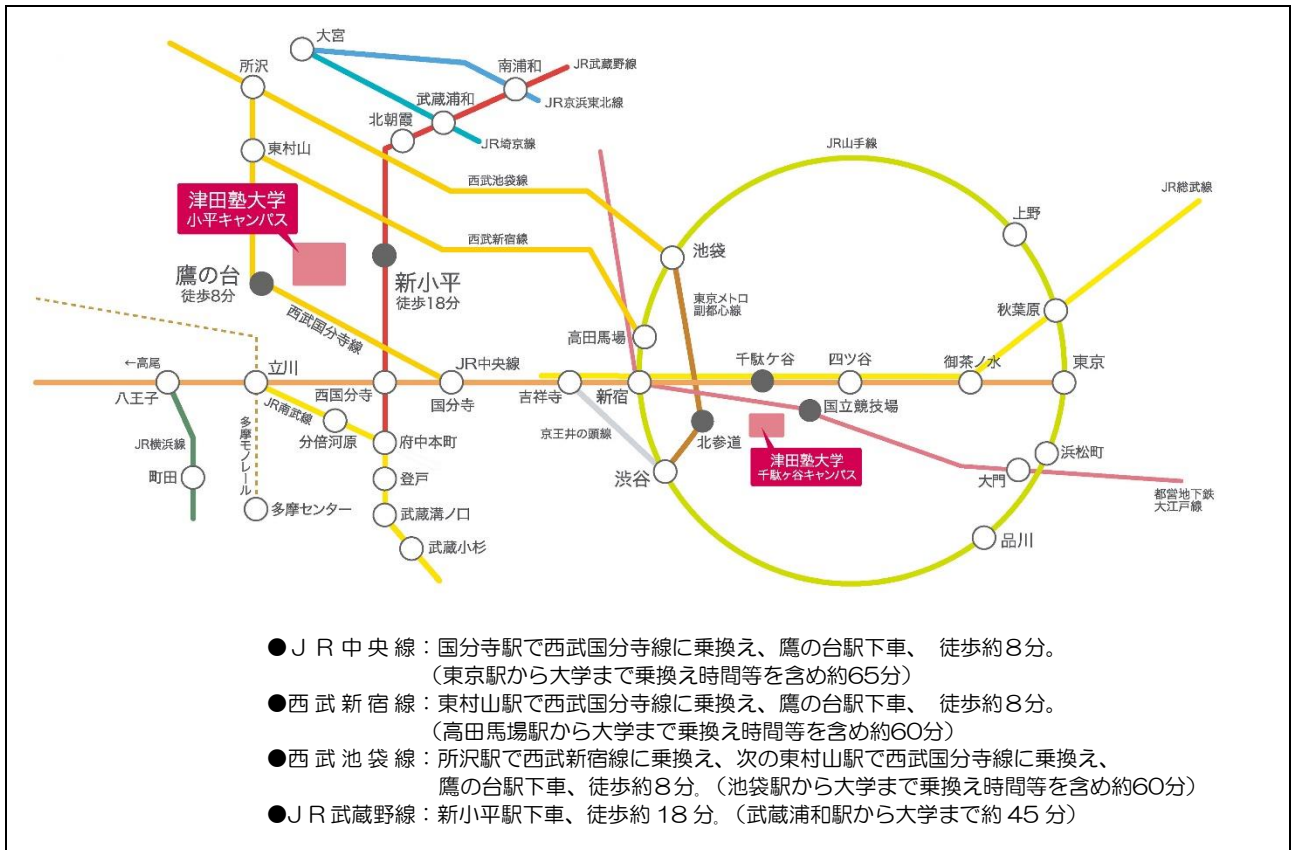 大宮
所沢
南浦和
JR武蔵野線
武蔵浦和
JR京浜東北線
北朝霞
JR埼京線
東村山
JR山手線
西武池袋線
JR総武線
津田塾大学
小平キャンパス
上野
西武新宿線
池袋
鷹の台
徒歩8分
新小平
徒歩18分
東京メトロ
副都心線
秋葉原
西武国分寺線
高田馬場
←高尾
立川
JR中央線
千駄ケ谷
四ツ谷
御茶ノ水
東京
八王子
西国分寺
国分寺
吉祥寺
新宿
国立競技場
JR南武線
JR横浜線
多摩モノレール
分倍河原
府中本町
京王井の頭線
北参道
浜松町
町田
登戸
渋谷
津田塾大学
千駄ケ谷キャンパス
大門
都営地下鉄
大江戸線
多摩センター
武蔵溝ノ口
武蔵小杉
品川
●ＪＲ中央線：国分寺駅で西武国分寺線に乗換え、鷹の台駅下車、 徒歩約８分。
（東京駅から大学まで乗換え時間等を含め約65分）
●西武新宿線：東村山駅で西武国分寺線に乗換え、鷹の台駅下車、 徒歩約８分。
（高田馬場駅から大学まで乗換え時間等を含め約60分）
●西武池袋線：所沢駅で西武新宿線に乗換え、次の東村山駅で西武国分寺線に乗換え、
鷹の台駅下車、徒歩約８分。（池袋駅から大学まで乗換え時間等を含め約60分）
●ＪＲ武蔵野線：新小平駅下車、徒歩約 18 分。（武蔵浦和駅から大学まで約 45 分）